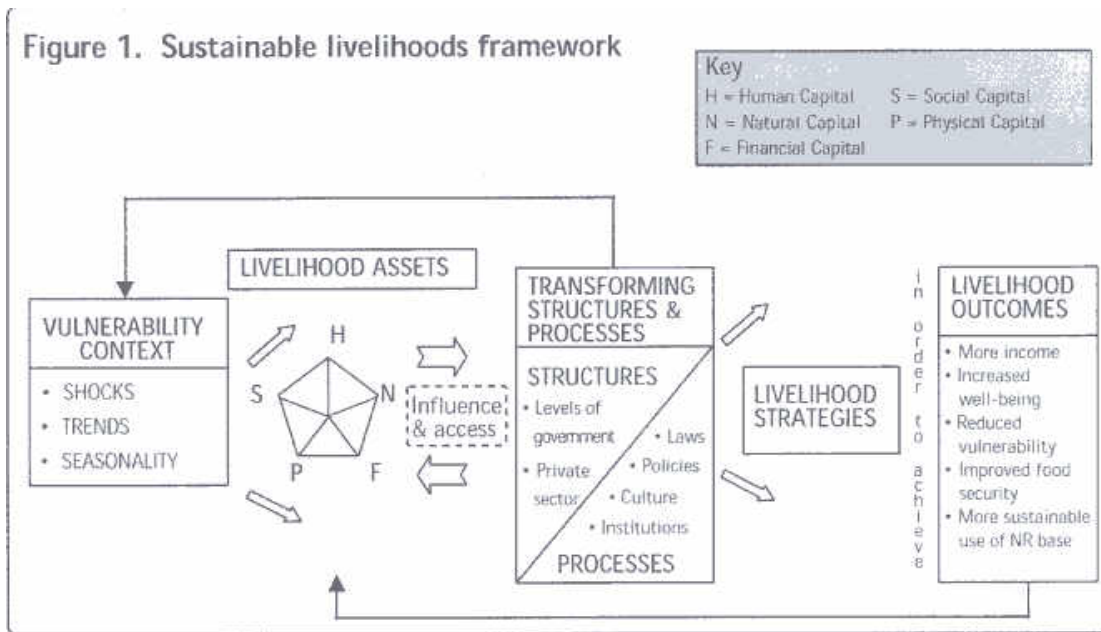 Figure 1. Sustainable livelihoods framework
Key
H = Human Capital S = Social Capital
N = Natural Capital P = Physical Capital
F = Financial Capital
LIVELIHOOD ASSETS
VULNERABILITY
CONTEXT
• SHOCKS
• TRENDS
• SEASONALITY
H
S
N
P
F
Influence
& access
TRANSFORMING
STRUCTURES &
PROCESSES
STRUCTURES
• Levels of
government
• Private
sector
• Laws
• Policies
• Culture
• Institutions
PROCESSES
LIVELIHOOD
STRATEGIES
in order to achieve
LIVELIHOOD
OUTCOMES
• More income
• Increased
well-being
• Reduced
vulnerability
• Improved food
security
• More sustainable
use of NR base